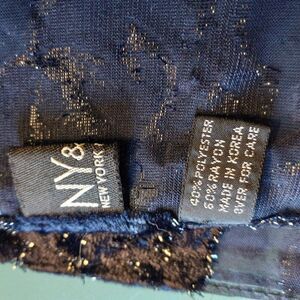 NY&
NEW YORK &
40% POLYESTER
60% RAYON
MADE IN KOREA
OVER FOR CARE